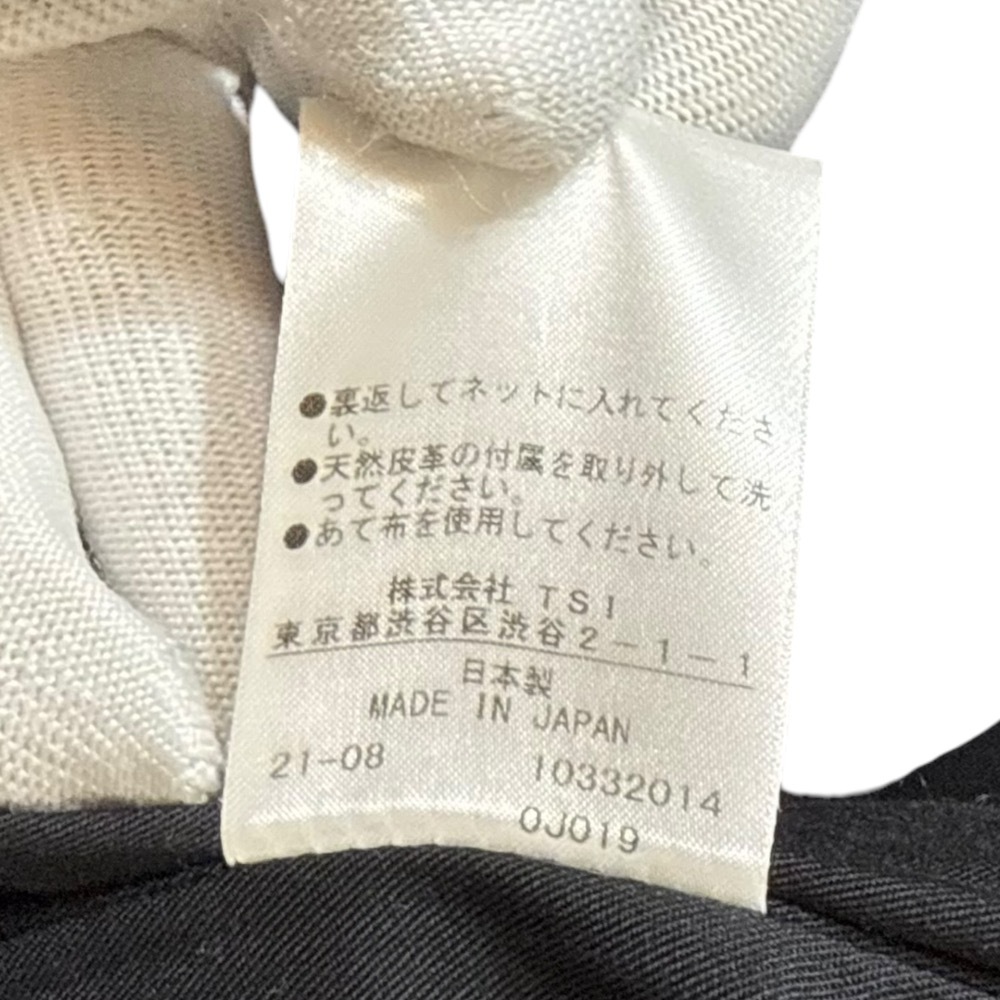 ●裏返してネットに入れてくださ
い。
●天然皮革の付属を取り外して洗
ってください。
●あて布を使用してください。
株式会社 TSI
東京都渋谷区渋谷2-1-1
日本製
MADE IN JAPAN
21-08 10332014
0J019